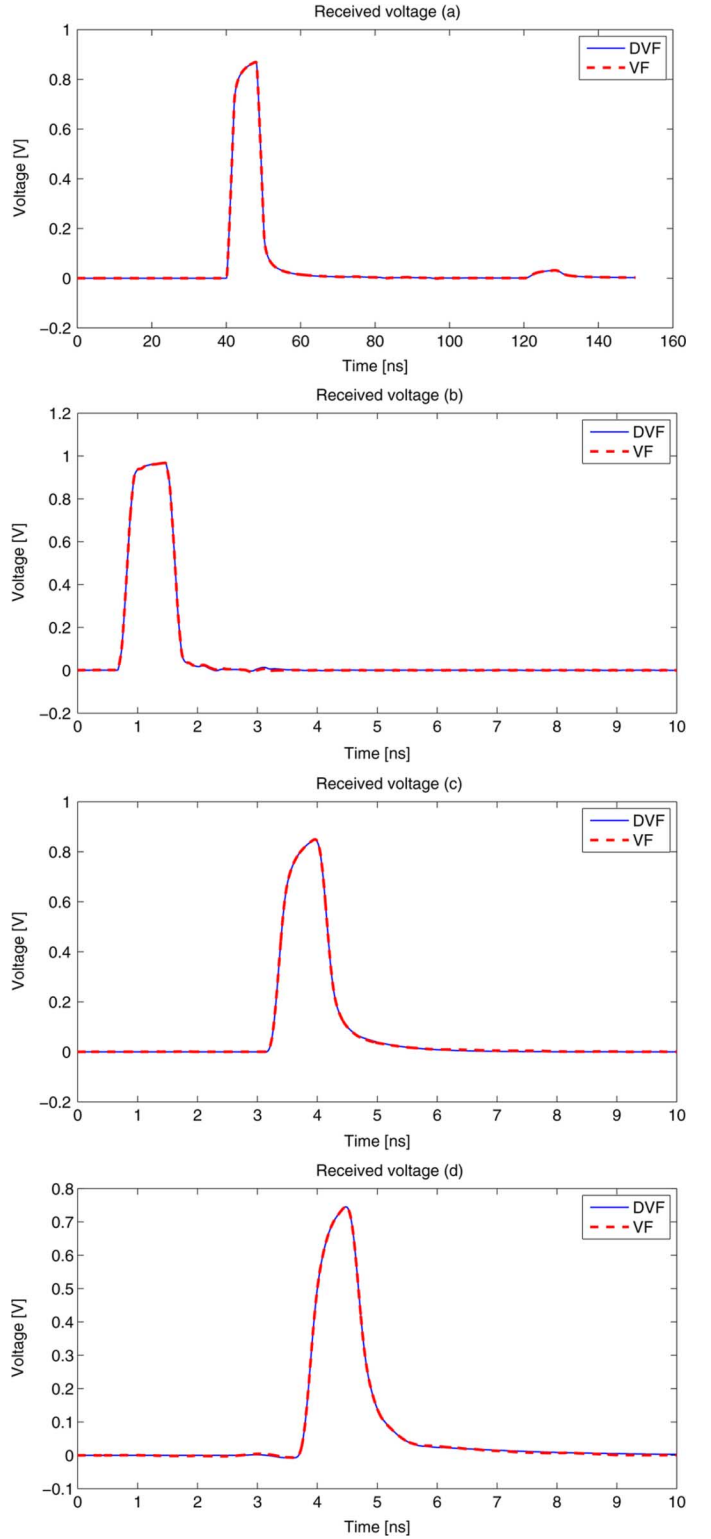 Received voltage (a)
1
0.8
0.6
0.4
0.2
0
−0.2
Voltage [V]
DVF
VF
0 20 40 60 80 100 120 140 160
Time [ns]
Received voltage (b)
1.2
1
0.8
0.6
0.4
0.2
0
−0.2
Voltage [V]
DVF
VF
0 1 2 3 4 5 6 7 8 9 10
Time [ns]
Received voltage (c)
1
0.8
0.6
0.4
0.2
0
−0.2
Voltage [V]
DVF
VF
0 1 2 3 4 5 6 7 8 9 10
Time [ns]
Received voltage (d)
0.8
0.7
0.6
0.5
0.4
0.3
0.2
0.1
0
−0.1
Voltage [V]
DVF
VF
0 1 2 3 4 5 6 7 8 9 10
Time [ns]